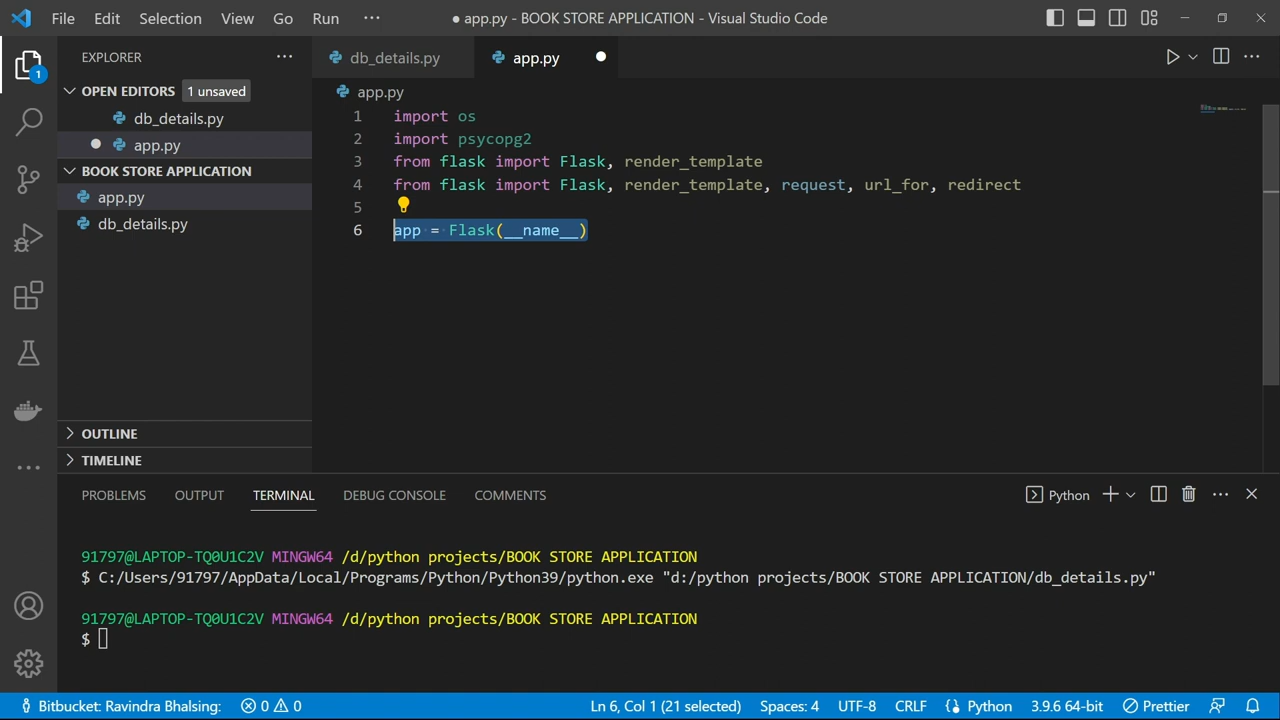 File Edit Selection View Go Run ··· ● app.py - BOOK STORE APPLICATION - Visual Studio Code
EXPLORER ···
db_details.py app.py ●
1
OPEN EDITORS 1 unsaved
app.py
db_details.py
● app.py
BOOK STORE APPLICATION
app.py
db_details.py
1 import os
2 import psycopg2
3 from flask import Flask, render_template
4 from flask import Flask, render_template, request, url_for, redirect
5
6 app = Flask(__name__)
OUTLINE
TIMELINE
PROBLEMS OUTPUT TERMINAL DEBUG CONSOLE COMMENTS Python
91797@LAPTOP-TQ0U1C2V MINGW64 /d/python projects/BOOK STORE APPLICATION
$ C:/Users/91797/AppData/Local/Programs/Python/Python39/python.exe "d:/python projects/BOOK STORE APPLICATION/db_details.py"
91797@LAPTOP-TQ0U1C2V MINGW64 /d/python projects/BOOK STORE APPLICATION
$
Bitbucket: Ravindra Bhalsing: 0 0 Ln 6, Col 1 (21 selected) Spaces: 4 UTF-8 CRLF Python 3.9.6 64-bit Prettier